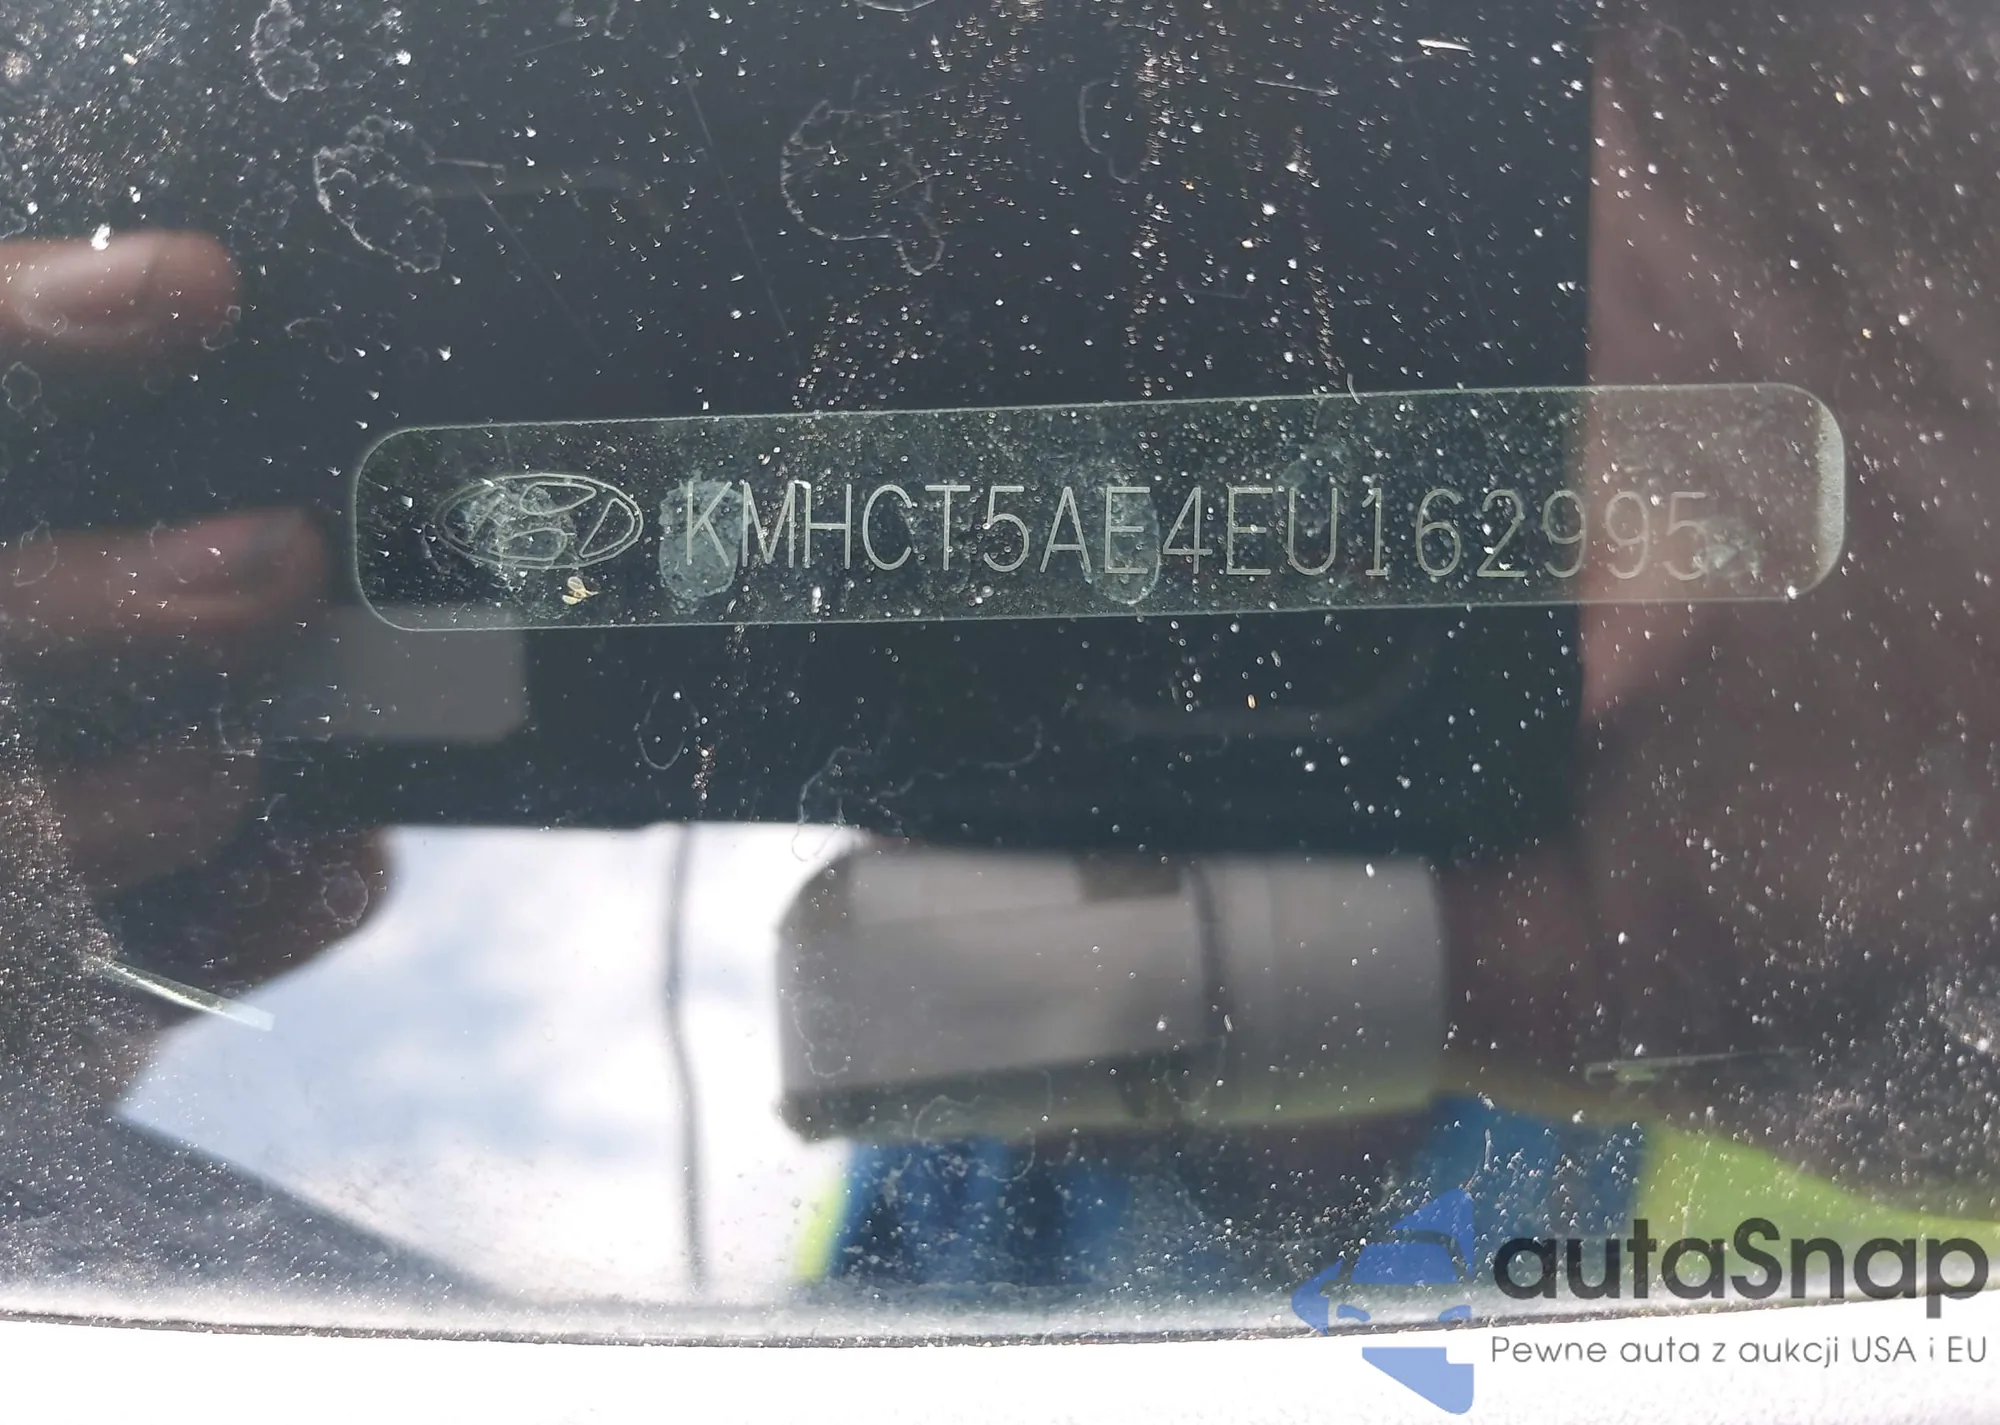 KMHCT5AE4EU162995
autaSnap
Pewne auta z aukcji USA i EU